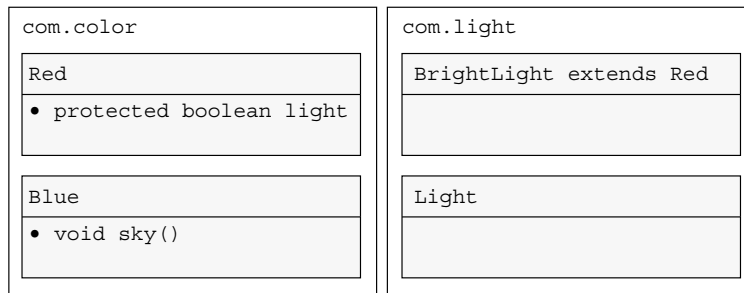 com.color
Red
• protected boolean light
Blue
• void sky()
com.light
BrightLight extends Red
Light